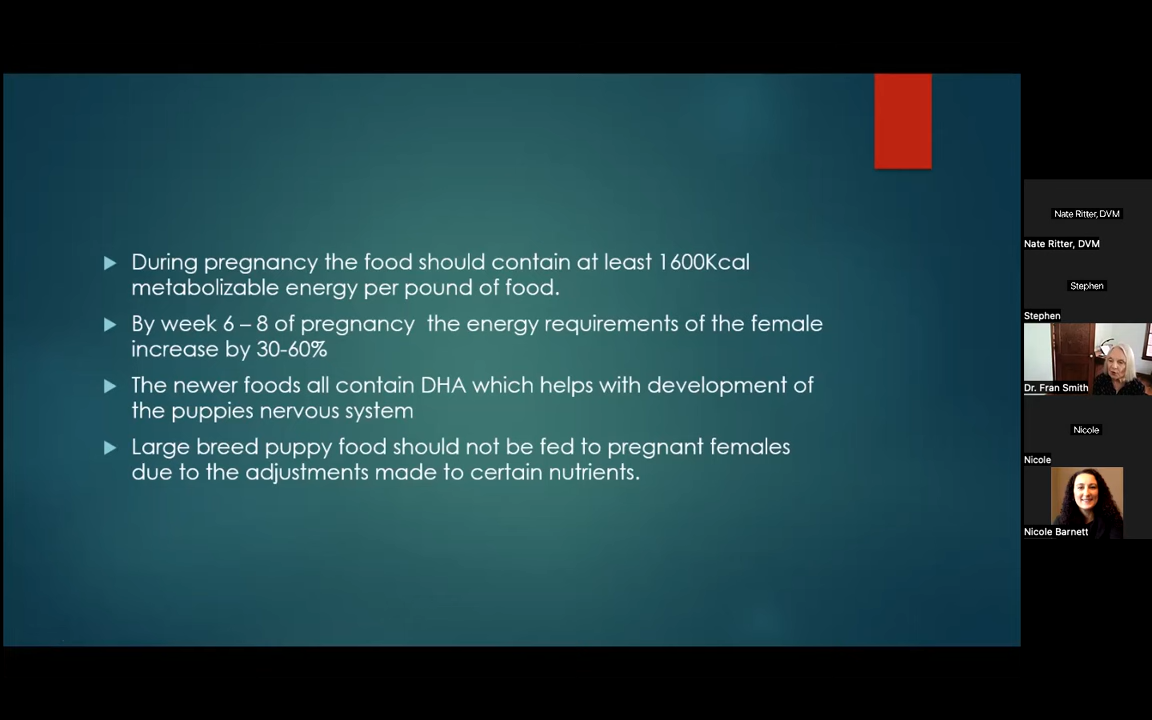 During pregnancy the food should contain at least 1600Kcal
metabolizable energy per pound of food.
By week 6 – 8 of pregnancy  the energy requirements of the female
increase by 30-60%
The newer foods all contain DHA which helps with development of
the puppies nervous system
Large breed puppy food should not be fed to pregnant females
due to the adjustments made to certain nutrients.
Nate Ritter, DVM
Nate Ritter, DVM
Stephen
Stephen
Dr. Fran Smith
Nicole
Nicole
Nicole Barnett